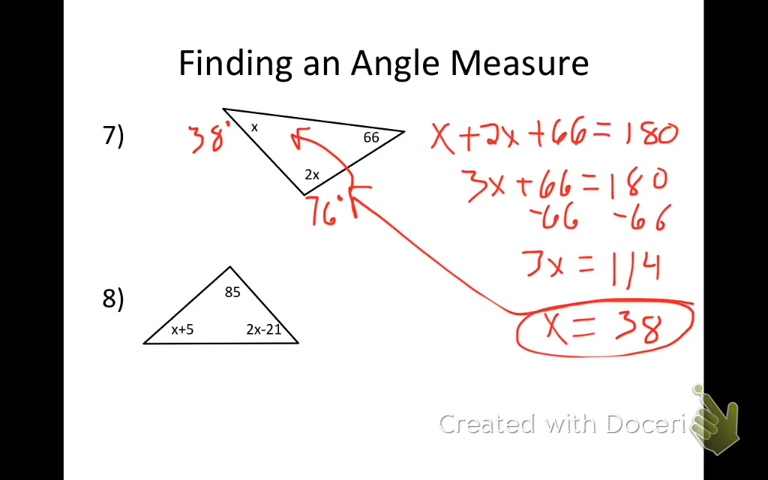 Finding an Angle Measure
7)
38°
x
66
2x
76°
x+2x+66=180
3x+66=180
-66 -66
3x = 114
x = 38
8)
85
x+5
2x-21
Created with Doceri